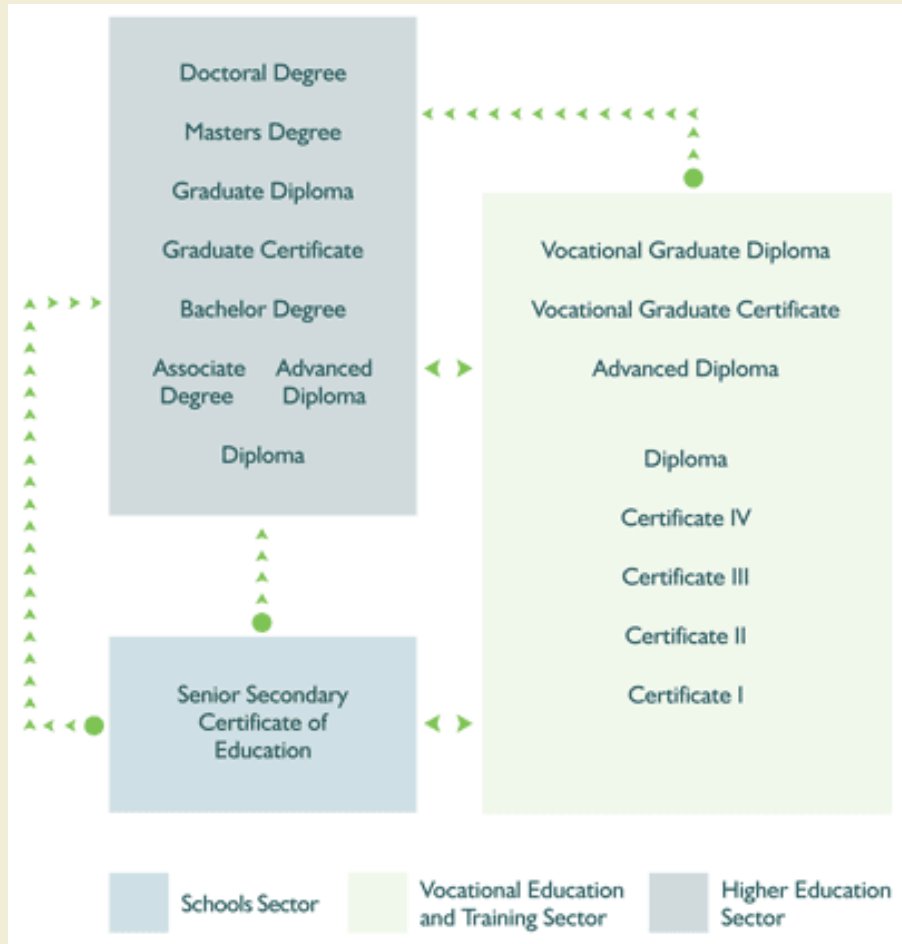 Doctoral Degree
Masters Degree
Graduate Diploma
Graduate Certificate
Bachelor Degree
Associate
Degree
Advanced
Diploma
Diploma
Vocational Graduate Diploma
Vocational Graduate Certificate
Advanced Diploma
Diploma
Certificate IV
Certificate III
Certificate II
Certificate I
Senior Secondary
Certificate of
Education
Schools Sector
Vocational Education
and Training Sector
Higher Education
Sector